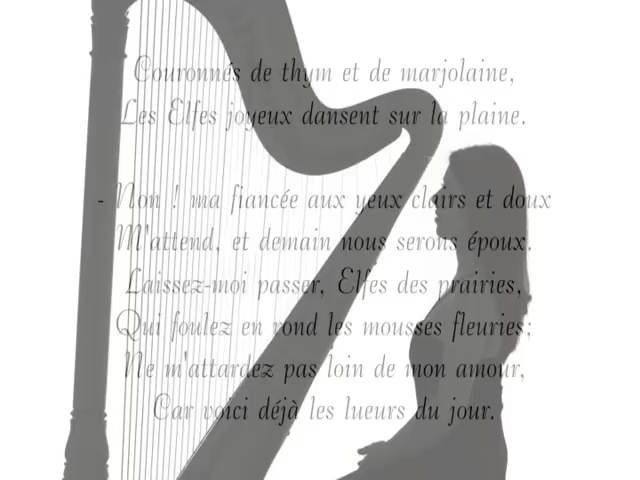 Couronnés de thym et de marjolaine,
Les Elfes joyeux dansent sur la plaine.
- Non ! ma fiancée aux yeux clairs et doux
M'attend, et demain nous serons époux.
Laissez-moi passer, Elfes des prairies,
Qui foulez en rond les mousses fleuries;
Ne m'attardez pas loin de mon amour,
Car voici déjà les lueurs du jour.